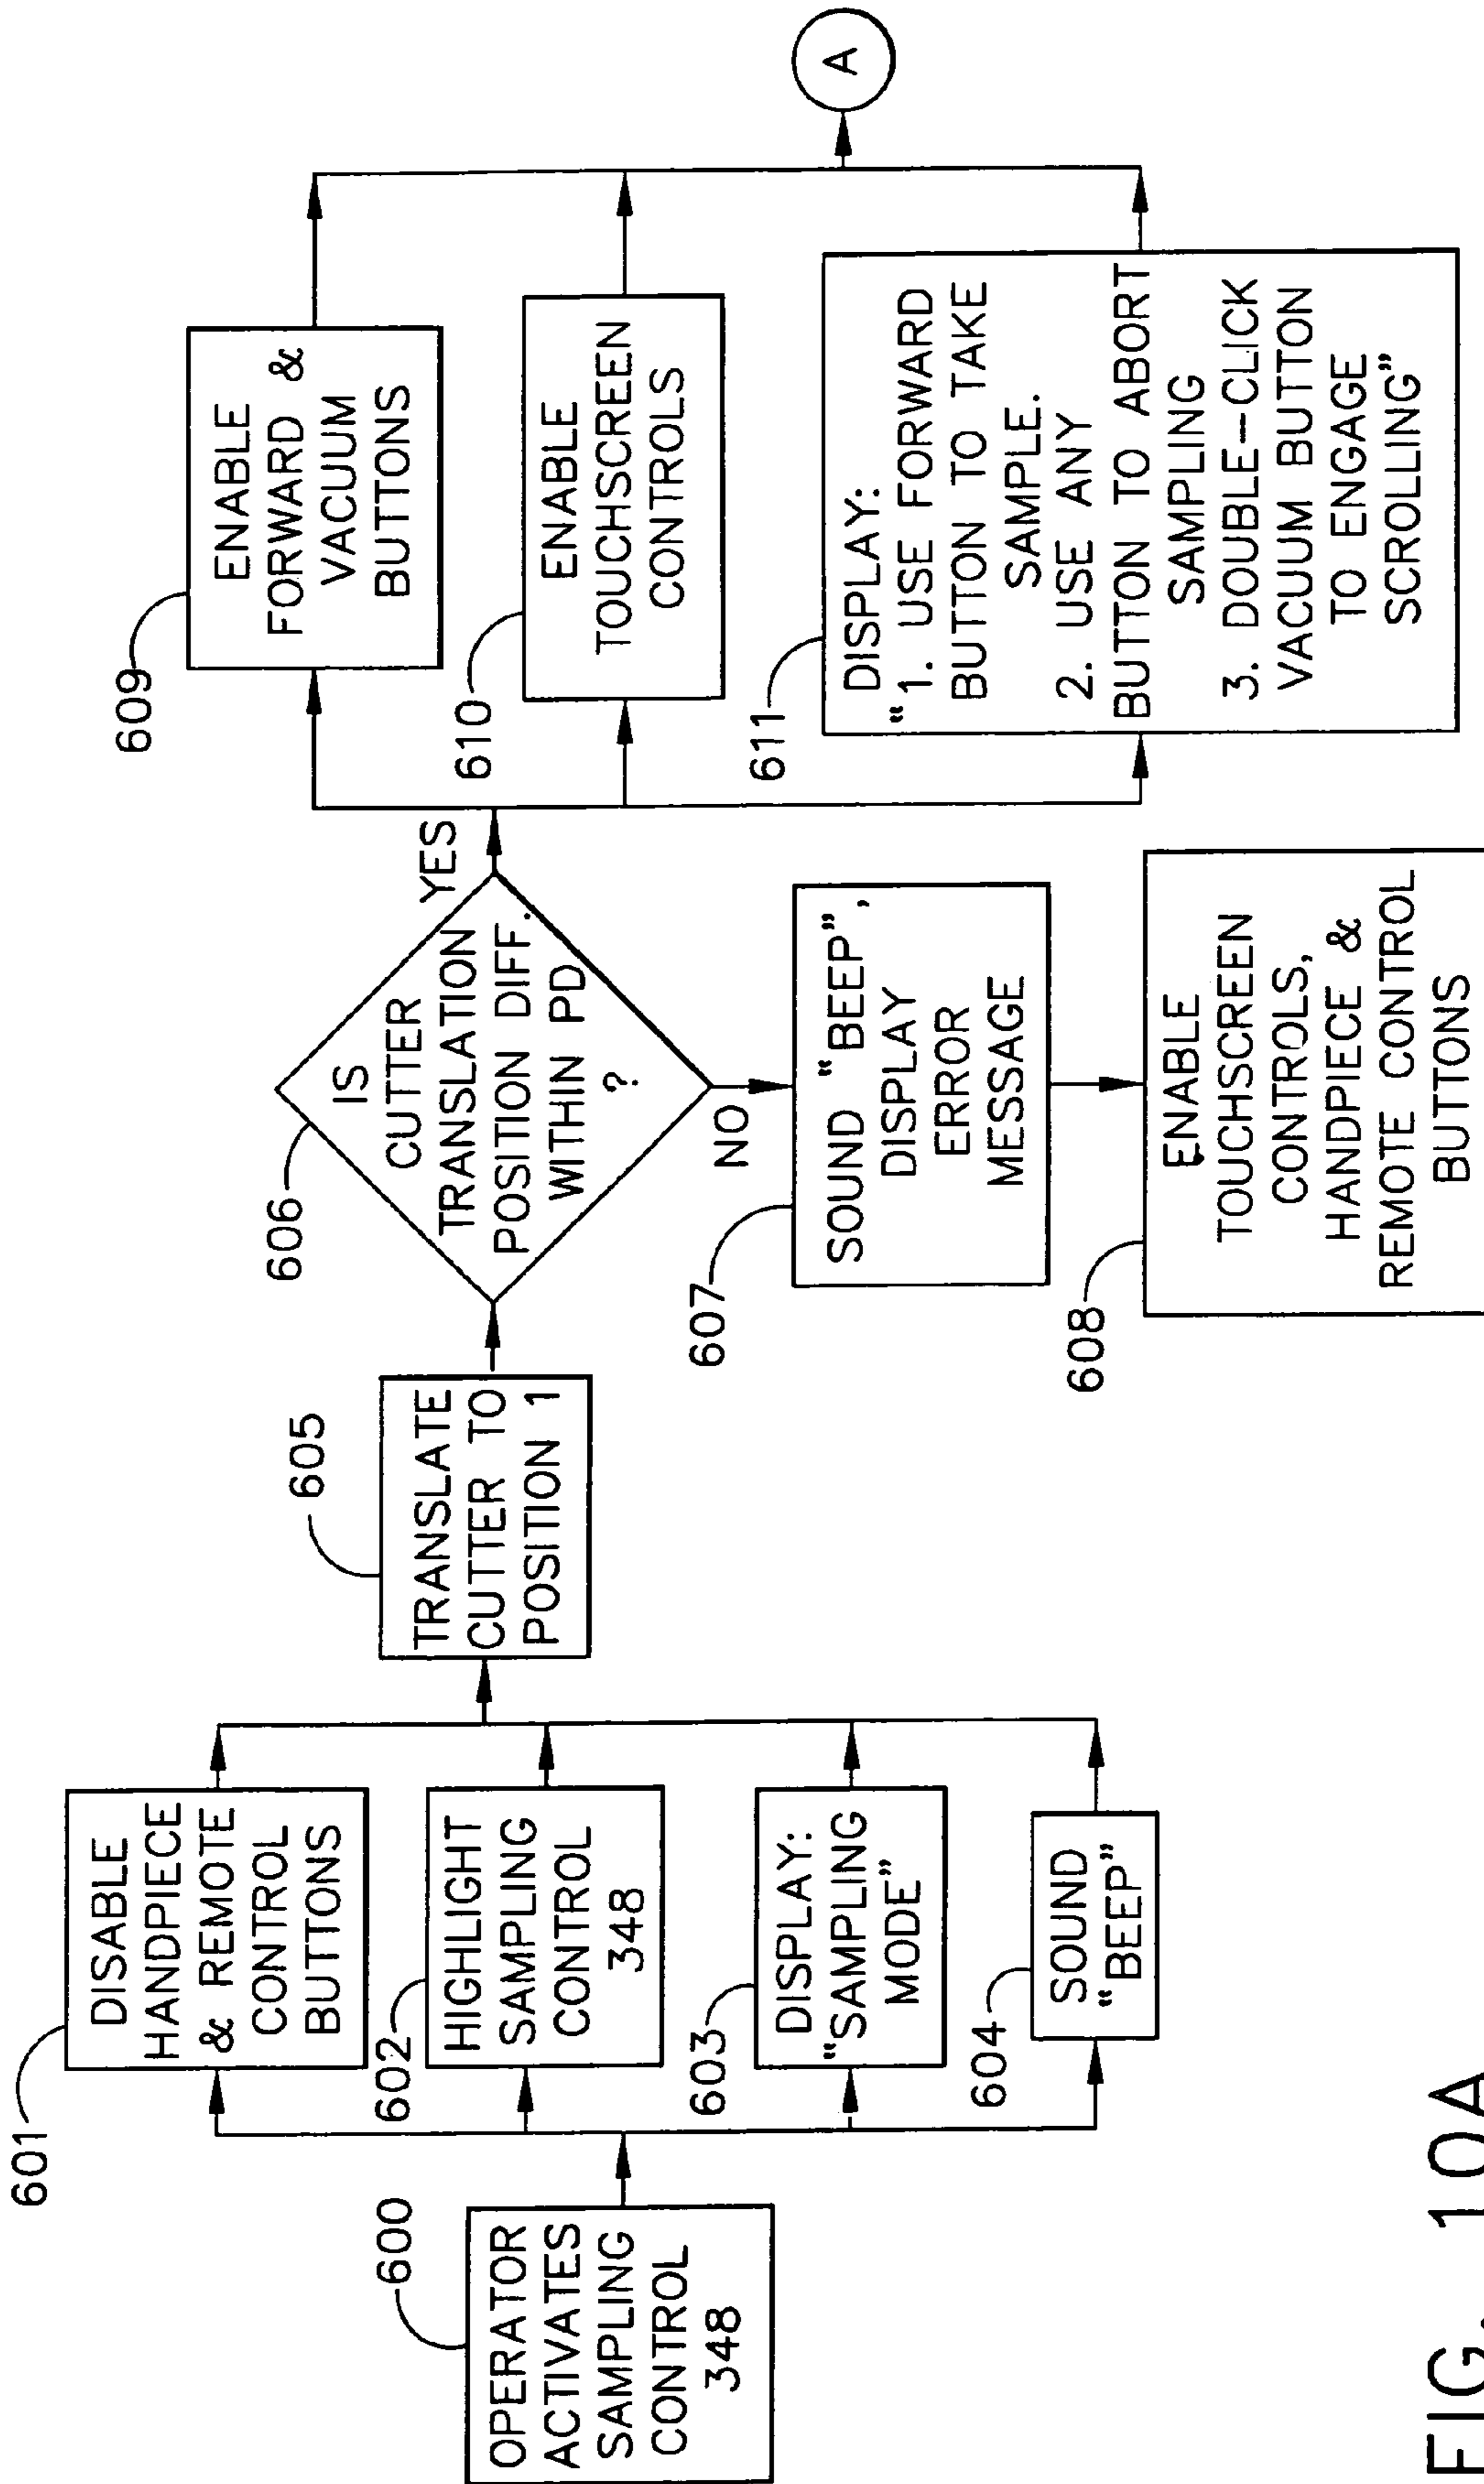 600
OPERATOR
ACTIVATES
SAMPLING
CONTROL
348
601
DISABLE
HANDPIECE
& REMOTE
CONTROL
BUTTONS
602
HIGHLIGHT
SAMPLING
CONTROL
348
603
DISPLAY:
“SAMPLING
MODE”
604
SOUND
“BEEP”
605
TRANSLATE
CUTTER TO
POSITION 1
606
IS
CUTTER
TRANSLATION
POSITION DIFF.
WITHIN PD
?
YES
NO
607
SOUND “BEEP”,
DISPLAY
ERROR
MESSAGE
608
ENABLE
TOUCHSCREEN
CONTROLS,
HANDPIECE &
REMOTE CONTROL
BUTTONS
609
ENABLE
FORWARD &
VACUUM
BUTTONS
610
ENABLE
TOUCHSCREEN
CONTROLS
611
DISPLAY:
“1. USE FORWARD
BUTTON TO TAKE
SAMPLE.
2. USE ANY
BUTTON TO ABORT
SAMPLING
3. DOUBLE-CLICK
VACUUM BUTTON
TO ENGAGE
SCROLLING”
A
FIG. 10A